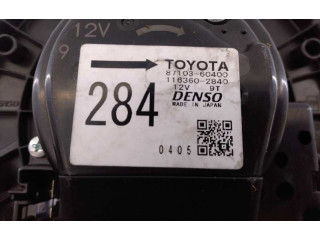 12V
9
TOYOTA
87103-60400
116360-2840
12V 9T
284
DENSO
MADE IN JAPAN
0405